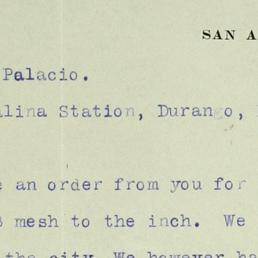 SAN A
Palacio.
alina Station, Durango,
an order from you for
mesh to the inch. We
the city. We however ha